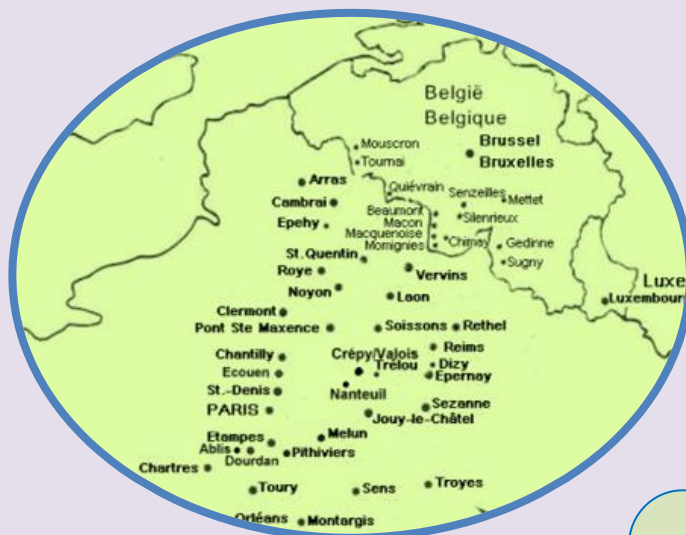 België
Belgique
Mouscron
Brussel
Bruxelles
Tournai
Arras
Quiévrain
Senzeilles
Mettet
Cambrai
Beaumont
Silenrieux
Epehy
Macon
Macquenoise
Chimay
Momignies
Gedinne
St.Quentin
Sugny
Roye
Vervins
Luxe
Noyon
Laon
Luxembourg
Clermont
Pont Ste Maxence
Soissons
Rethel
Reims
Chantilly
Crépy/Valois
Dizy
Ecouen
Trélou
Epernay
St.-Denis
Nanteuil
PARIS
Sezanne
Jouy-le-Châtel
Etampes
Melun
Ablis
Dourdan
Pithiviers
Chartres
Toury
Sens
Troyes
Orléans
Montargis